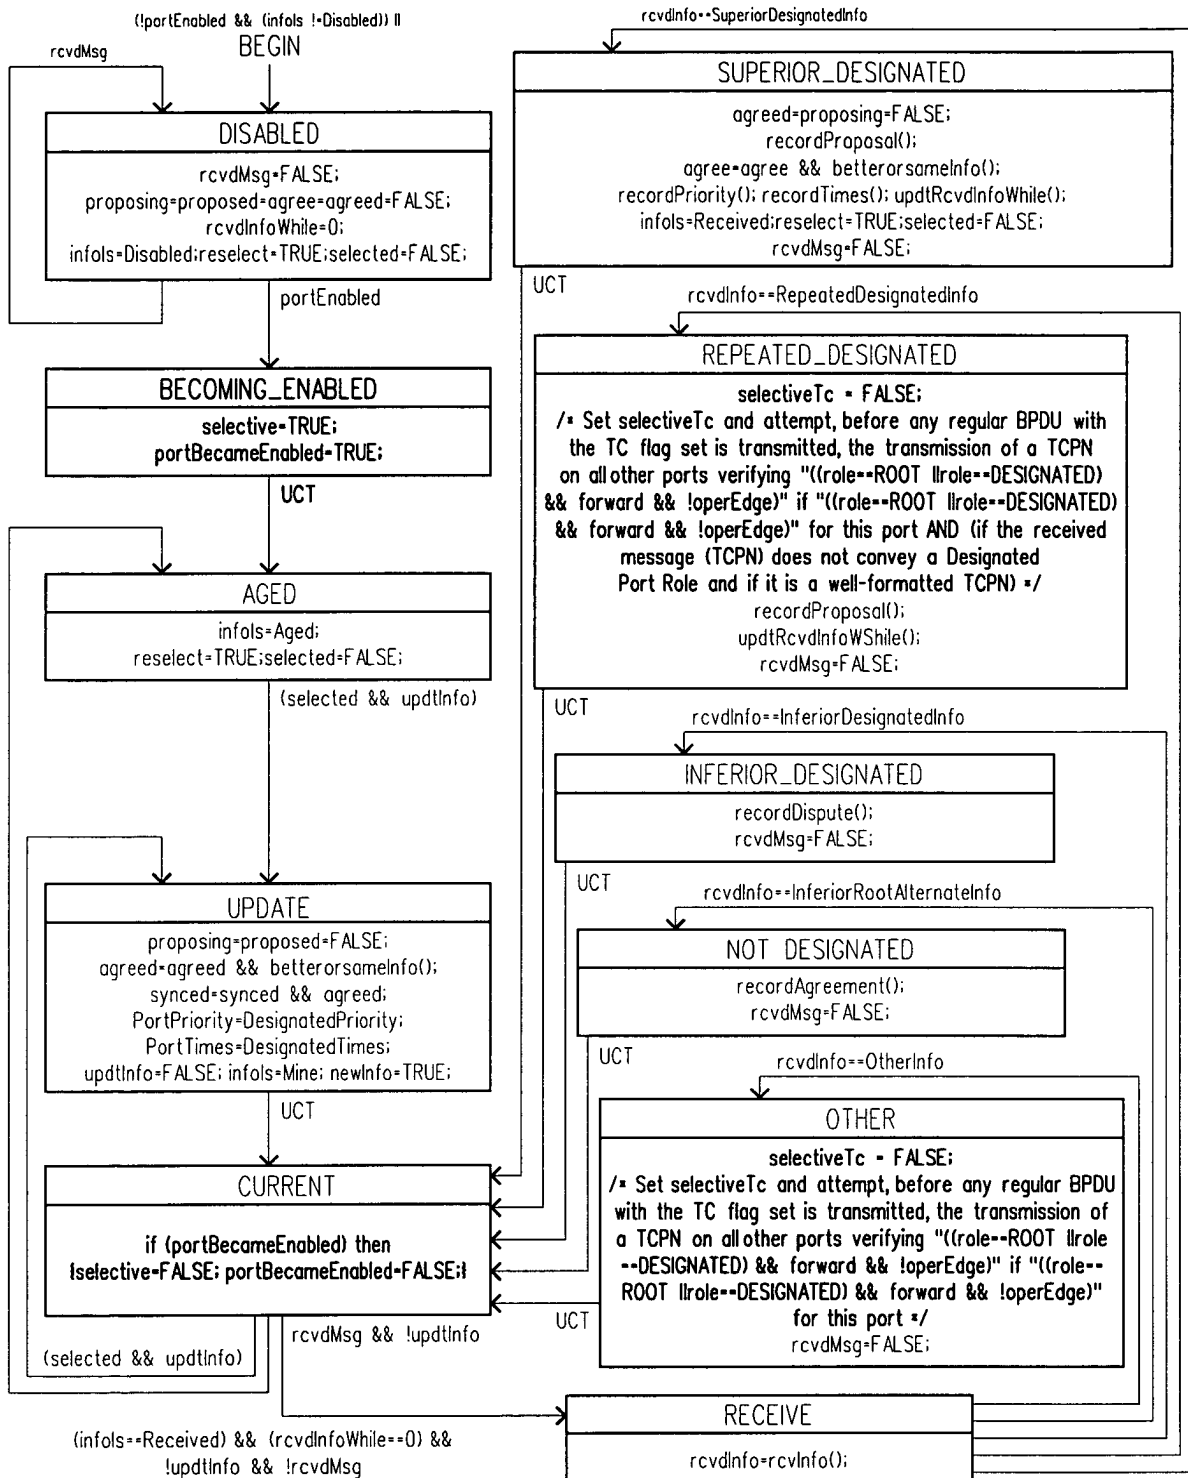 (!portEnabled && (infoIs !=Disabled)) ||
BEGIN
rcvdMsg
DISABLED
rcvdMsg=FALSE;
proposing=proposed=agree=agreed=FALSE;
rcvdInfoWhile=0;
infoIs=Disabled;reselect=TRUE;selected=FALSE;
portEnabled
BECOMING_ENABLED
selective=TRUE;
portBecameEnabled=TRUE;
UCT
AGED
infoIs=Aged;
reselect=TRUE;selected=FALSE;
(selected && updtInfo)
UPDATE
proposing=proposed=FALSE;
agreed=agreed && betterorsameInfo();
synced=synced && agreed;
PortPriority=DesignatedPriority;
PortTimes=DesignatedTimes;
updtInfo=FALSE; infoIs=Mine; newInfo=TRUE;
UCT
CURRENT
if (portBecameEnabled) then
{selective=FALSE; portBecameEnabled=FALSE;}
rcvdMsg && !updtInfo
(selected && updtInfo)
(infoIs==Received) && (rcvdInfoWhile==0) &&
!updtInfo && !rcvdMsg
rcvdInfo==SuperiorDesignatedInfo
SUPERIOR_DESIGNATED
agreed=proposing=FALSE;
recordProposal();
agree=agree && betterorsameInfo();
recordPriority(); recordTimes(); updtRcvdInfoWhile();
infoIs=Received;reselect=TRUE;selected=FALSE;
rcvdMsg=FALSE;
UCT
rcvdInfo==RepeatedDesignatedInfo
REPEATED_DESIGNATED
selectiveTc = FALSE;
/* Set selectiveTc and attempt, before any regular BPDU with
the TC flag set is transmitted, the transmission of a TCPN
on all other ports verifying "((role==ROOT ||role==DESIGNATED)
&& forward && !operEdge)" if "((role==ROOT ||role==DESIGNATED)
&& forward && !operEdge)" for this port AND (if the received
message (TCPN) does not convey a Designated
Port Role and if it is a well-formatted TCPN) */
recordProposal();
updtRcvdInfoWShile();
rcvdMsg=FALSE;
UCT
rcvdInfo==InferiorDesignatedInfo
INFERIOR_DESIGNATED
recordDispute();
rcvdMsg=FALSE;
UCT
rcvdInfo==InferiorRootAlternateInfo
NOT DESIGNATED
recordAgreement();
rcvdMsg=FALSE;
UCT
rcvdInfo==OtherInfo
OTHER
selectiveTc = FALSE;
/* Set selectiveTc and attempt, before any regular BPDU
with the TC flag set is transmitted, the transmission of
a TCPN on all other ports verifying "((role==ROOT ||role
==DESIGNATED) && forward && !operEdge)" if "((role==
ROOT ||role==DESIGNATED) && forward && !operEdge)"
for this port */
rcvdMsg=FALSE;
UCT
RECEIVE
rcvdInfo=rcvInfo();